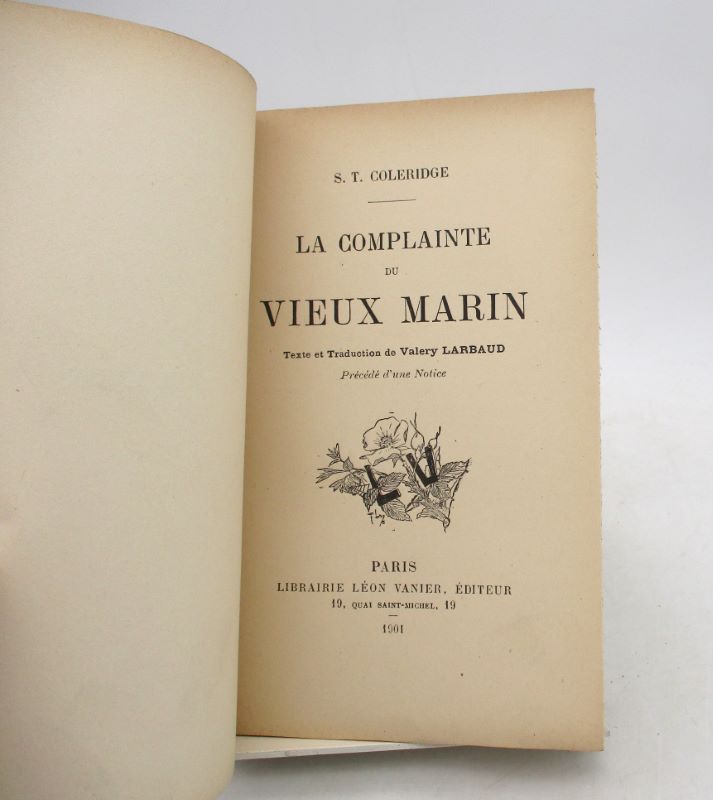 S. T. COLERIDGE
LA COMPLAINTE
DU
VIEUX MARIN
Texte et Traduction de Valery LARBAUD
Précédé d'une Notice
LV
PARIS
LIBRAIRIE LÉON VANIER, ÉDITEUR
19, QUAI SAINT-MICHEL, 19
1901